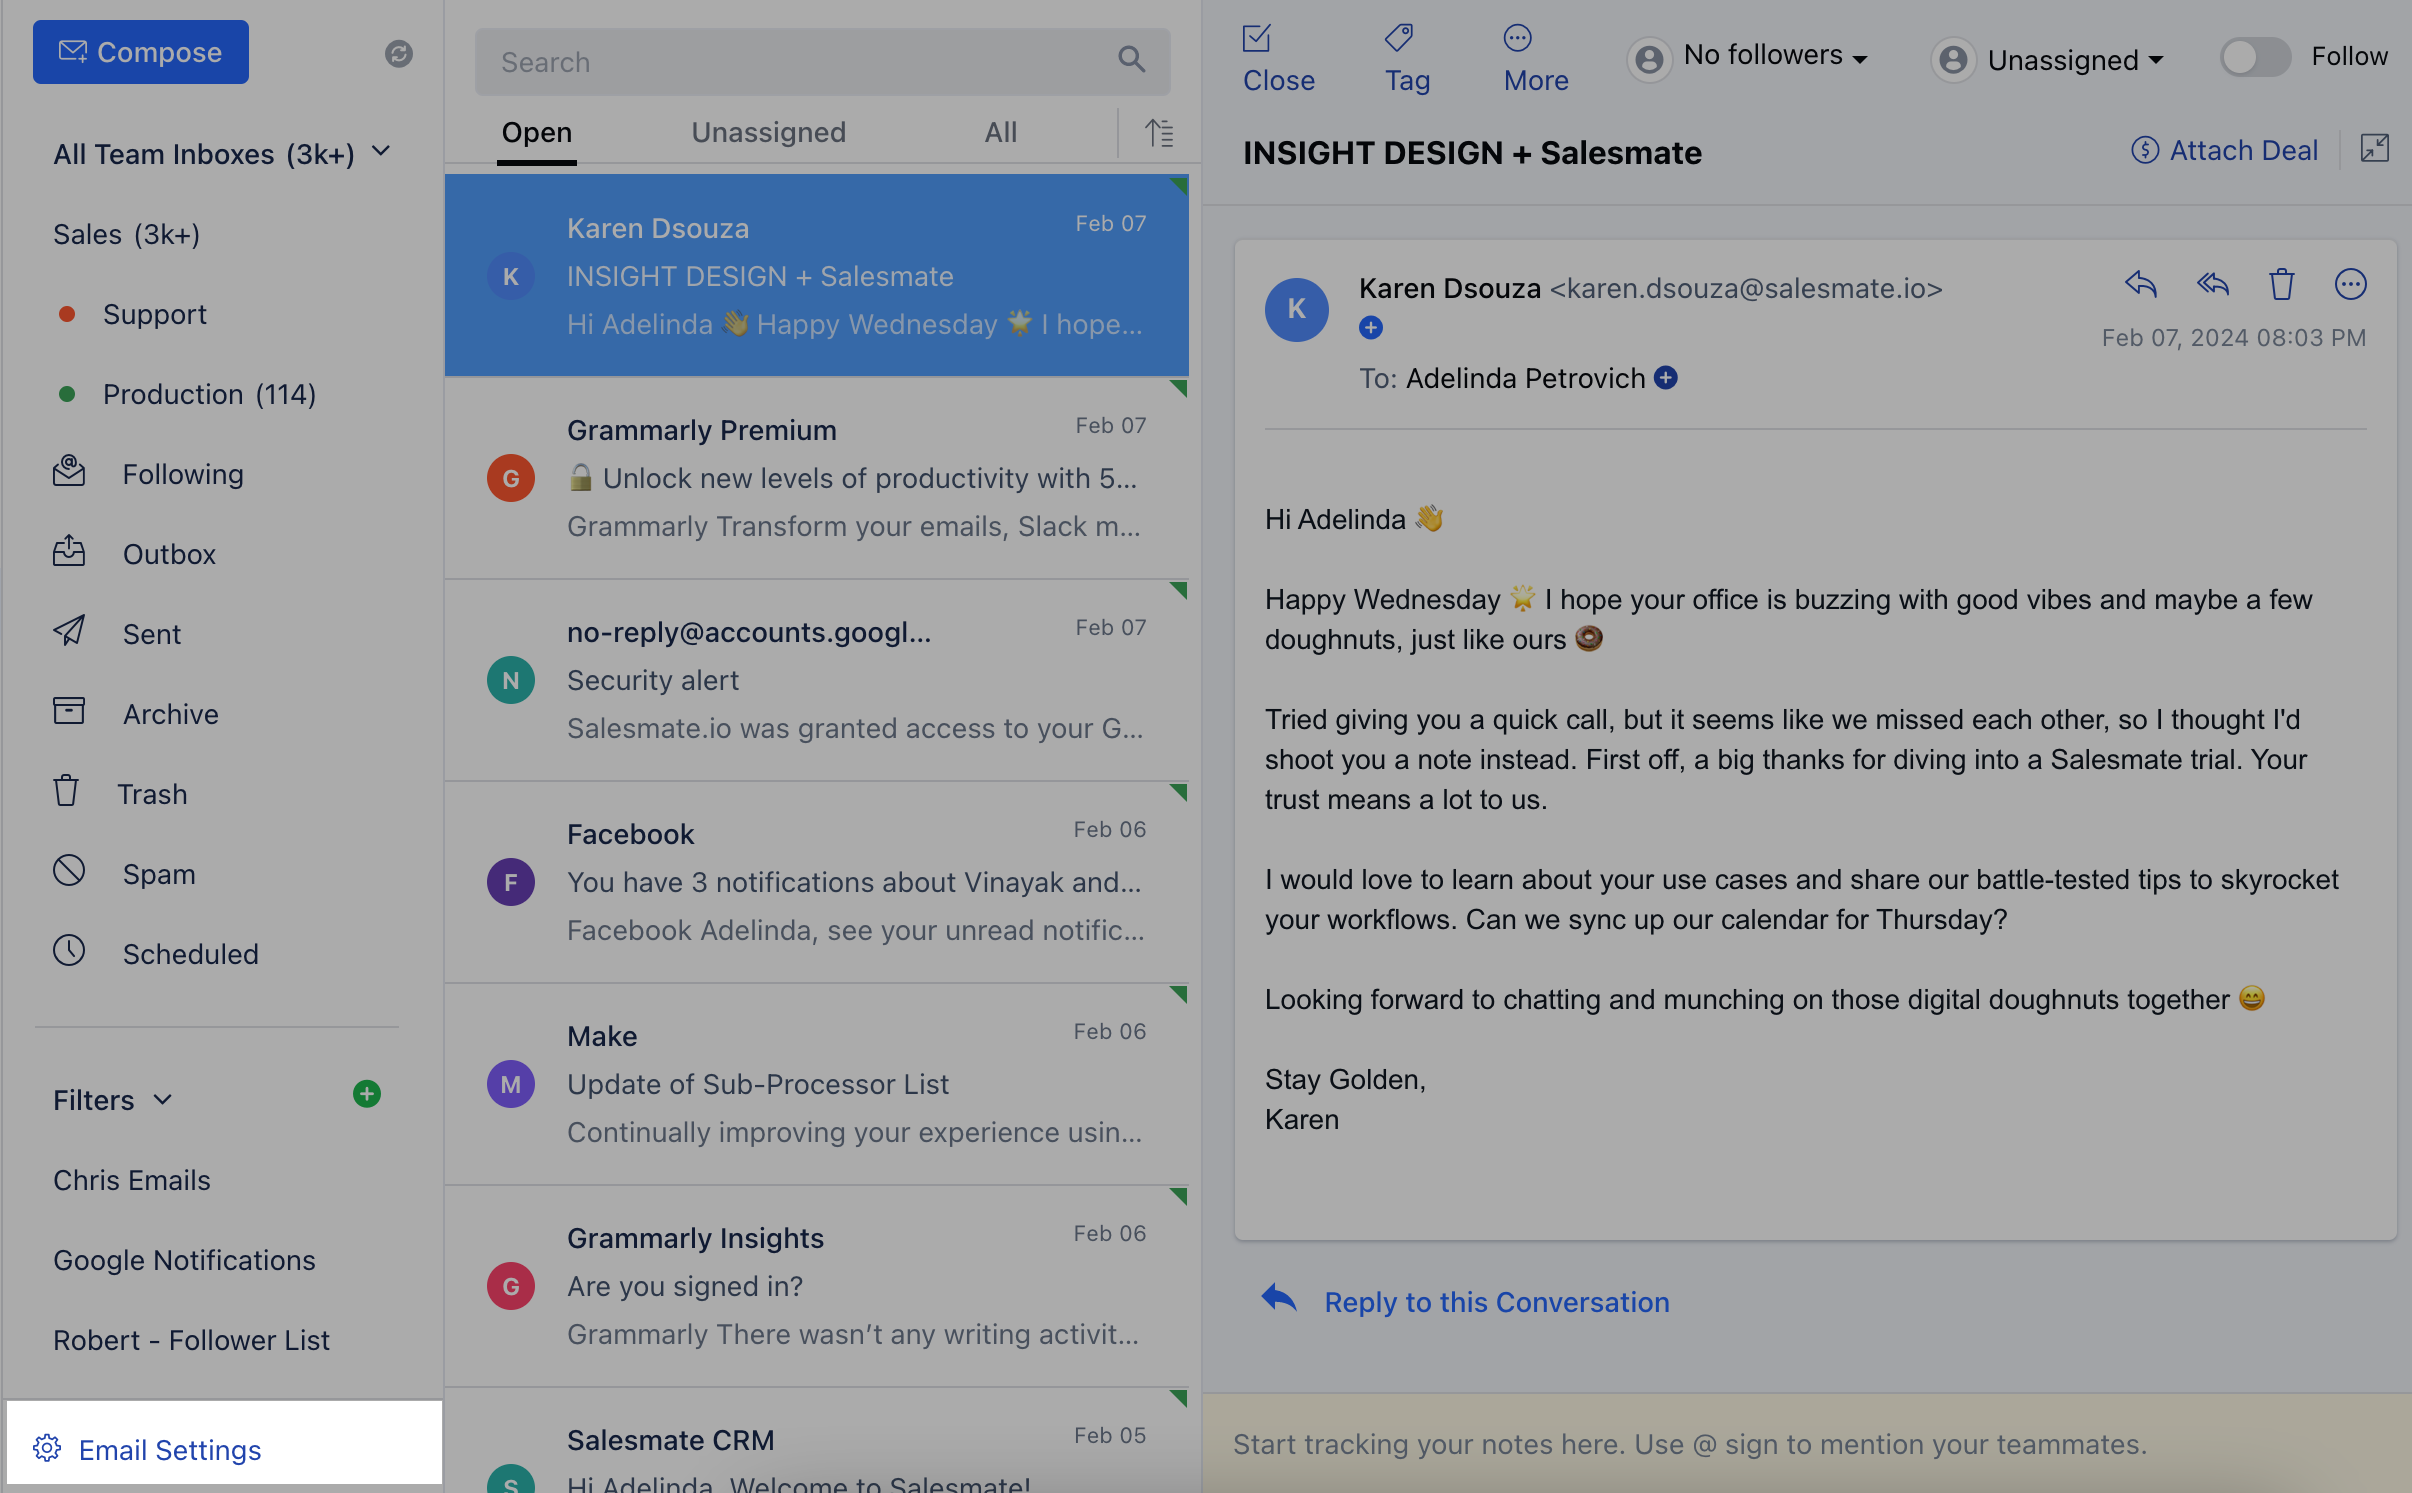 Compose
All Team Inboxes (3k+)
Sales (3k+)
Support
Production (114)
Following
Outbox
Sent
Archive
Trash
Spam
Scheduled
Filters
Chris Emails
Google Notifications
Robert - Follower List
Email Settings
Search
Open Unassigned All
Karen Dsouza Feb 07
K
INSIGHT DESIGN + Salesmate
Hi Adelinda 👋 Happy Wednesday 🌟 I hope...
Grammarly Premium Feb 07
G
🔓 Unlock new levels of productivity with 5...
Grammarly Transform your emails, Slack m...
no-reply@accounts.googl... Feb 07
N
Security alert
Salesmate.io was granted access to your G...
Facebook Feb 06
F
You have 3 notifications about Vinayak and...
Facebook Adelinda, see your unread notific...
Make Feb 06
M
Update of Sub-Processor List
Continually improving your experience usin...
Grammarly Insights Feb 06
G
Are you signed in?
Grammarly There wasn't any writing activit...
Salesmate CRM Feb 05
S
Hi Adelinda, Welcome to Salesmate!
Close Tag More No followers Unassigned Follow
INSIGHT DESIGN + Salesmate Attach Deal
K
Karen Dsouza <karen.dsouza@salesmate.io>
Feb 07, 2024 08:03 PM
To: Adelinda Petrovich
Hi Adelinda 👋
Happy Wednesday 🌟 I hope your office is buzzing with good vibes and maybe a few
doughnuts, just like ours 🍩
Tried giving you a quick call, but it seems like we missed each other, so I thought I'd
shoot you a note instead. First off, a big thanks for diving into a Salesmate trial. Your
trust means a lot to us.
I would love to learn about your use cases and share our battle-tested tips to skyrocket
your workflows. Can we sync up our calendar for Thursday?
Looking forward to chatting and munching on those digital doughnuts together 😄
Stay Golden,
Karen
Reply to this Conversation
Start tracking your notes here. Use @ sign to mention your teammates.